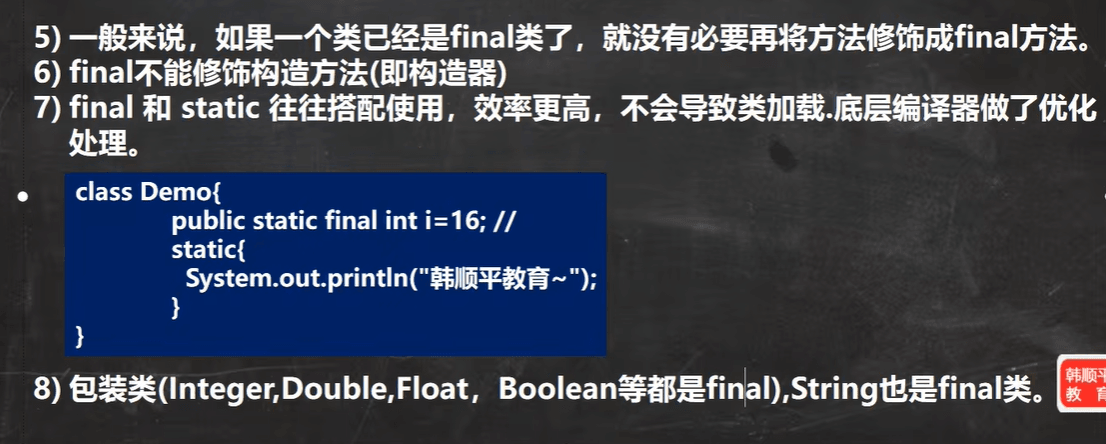 5) 一般来说，如果一个类已经是final类了，就没有必要再将方法修饰成final方法。
6) final不能修饰构造方法(即构造器)
7) final 和 static 往往搭配使用，效率更高，不会导致类加载.底层编译器做了优化
处理。
class Demo{
public static final int i=16; //
static{
System.out.println("韩顺平教育~");
}
}
8) 包装类(Integer,Double,Float，Boolean等都是final),String也是final类。
韩顺平
教 育